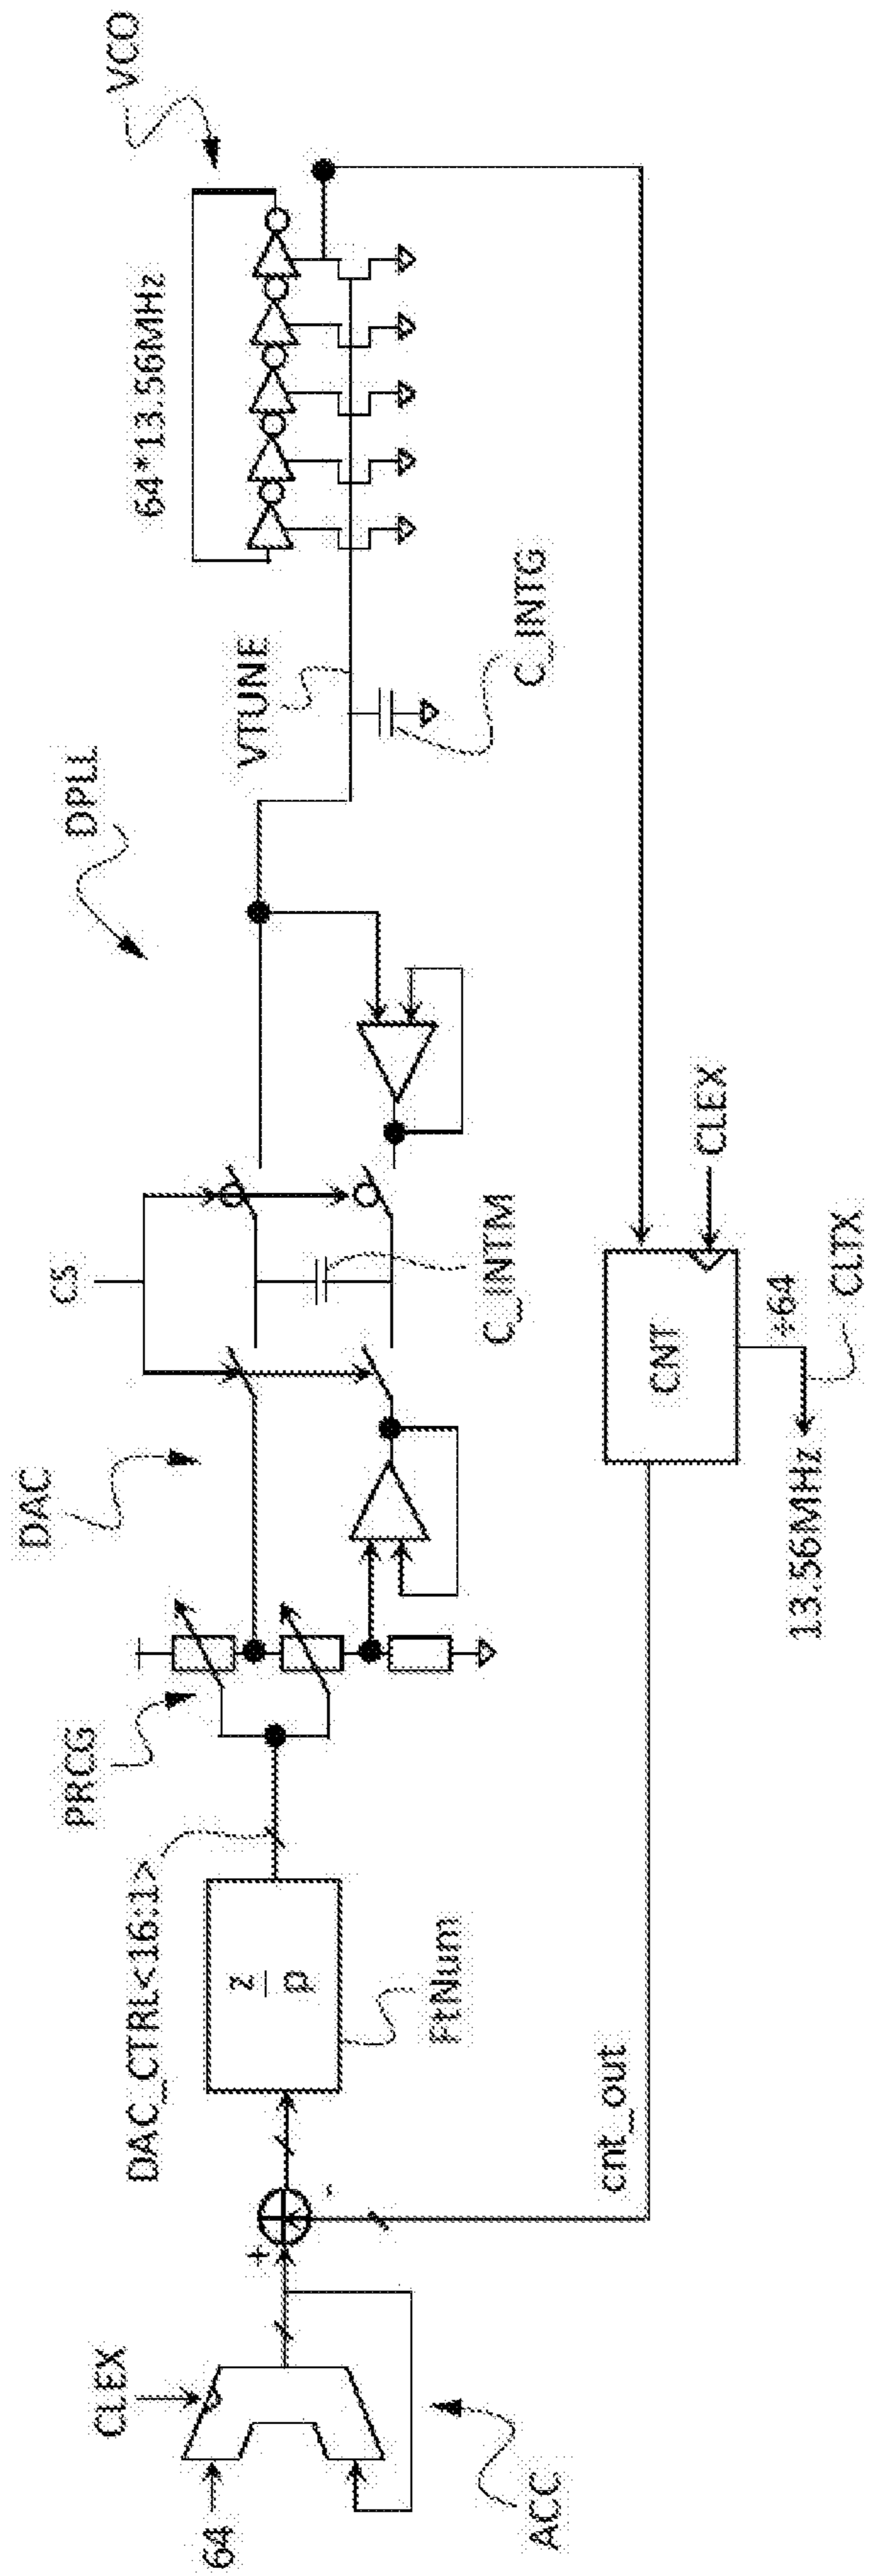 VCO
64*13.56MHz
C_INTG
VTUNE
DPLL
CS
C_INTM
CLEX
CNT
÷64
CLTX
13.56MHz
DAC
PRCG
DAC_CTRL<16:1>
z
p
FtNum
cnt_out
+
-
CLEX
64
ACC